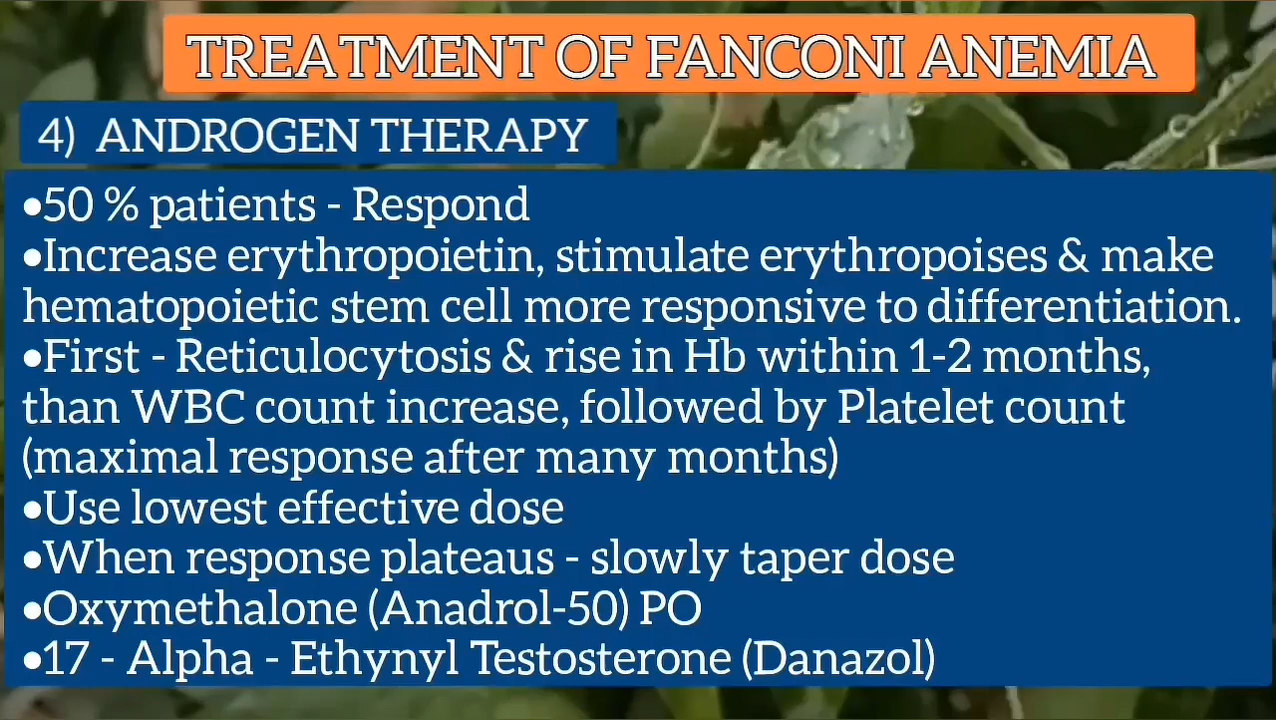 TREATMENT OF FANCONI ANEMIA
4) ANDROGEN THERAPY
•50 % patients - Respond
•Increase erythropoietin, stimulate erythropoises & make
hematopoietic stem cell more responsive to differentiation.
•First - Reticulocytosis & rise in Hb within 1-2 months,
than WBC count increase, followed by Platelet count
(maximal response after many months)
•Use lowest effective dose
•When response plateaus - slowly taper dose
•Oxymethalone (Anadrol-50) PO
•17 - Alpha - Ethynyl Testosterone (Danazol)